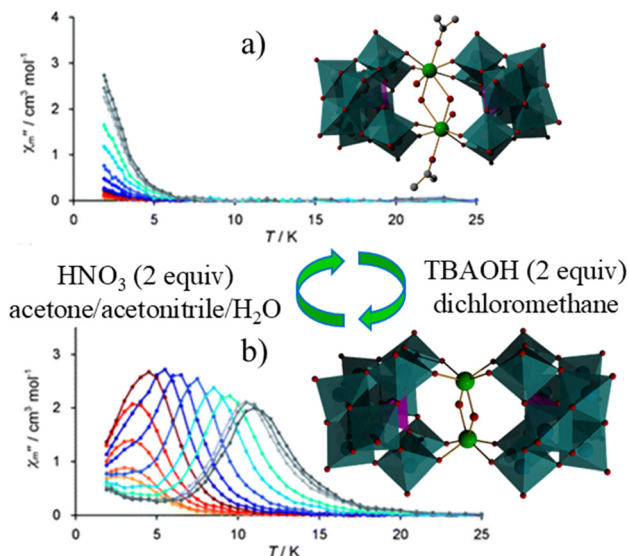 a)
χₘ″ / cm³ mol⁻¹
4
3
2
1
0
0
5
10
15
20
25
T / K
HNO₃ (2 equiv)
acetone/acetonitrile/H₂O
TBAOH (2 equiv)
dichloromethane
b)
χₘ″ / cm³ mol⁻¹
3
2
1
0
0
5
10
15
20
25
T / K